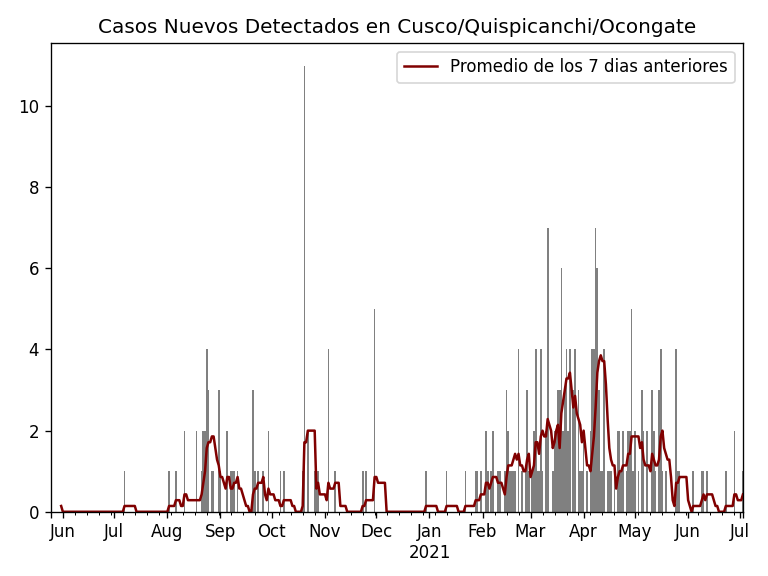 Casos Nuevos Detectados en Cusco/Quispicanchi/Ocongate
Promedio de los 7 dias anteriores
10
8
6
4
2
0
Jun Jul Aug Sep Oct Nov Dec Jan Feb Mar Apr May Jun Jul
2021